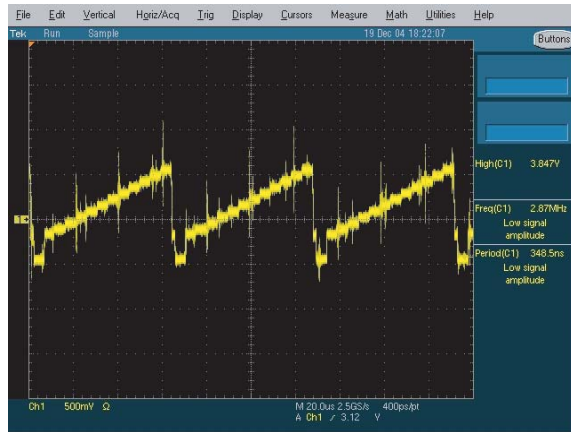 File Edit Vertical Horiz/Acq Trig Display Cursors Measure Math Utilities Help
Tek Run Sample 19 Dec 04 18:22:07 Buttons
High(C1) 3.847V
Freq(C1) 2.87MHz
Low signal
amplitude
Period(C1) 348.5ns
Low signal
amplitude
1
Ch1 500mV Ω M 20.0us 2.5GS/s 400ps/pt
A Ch1 / 3.12 V